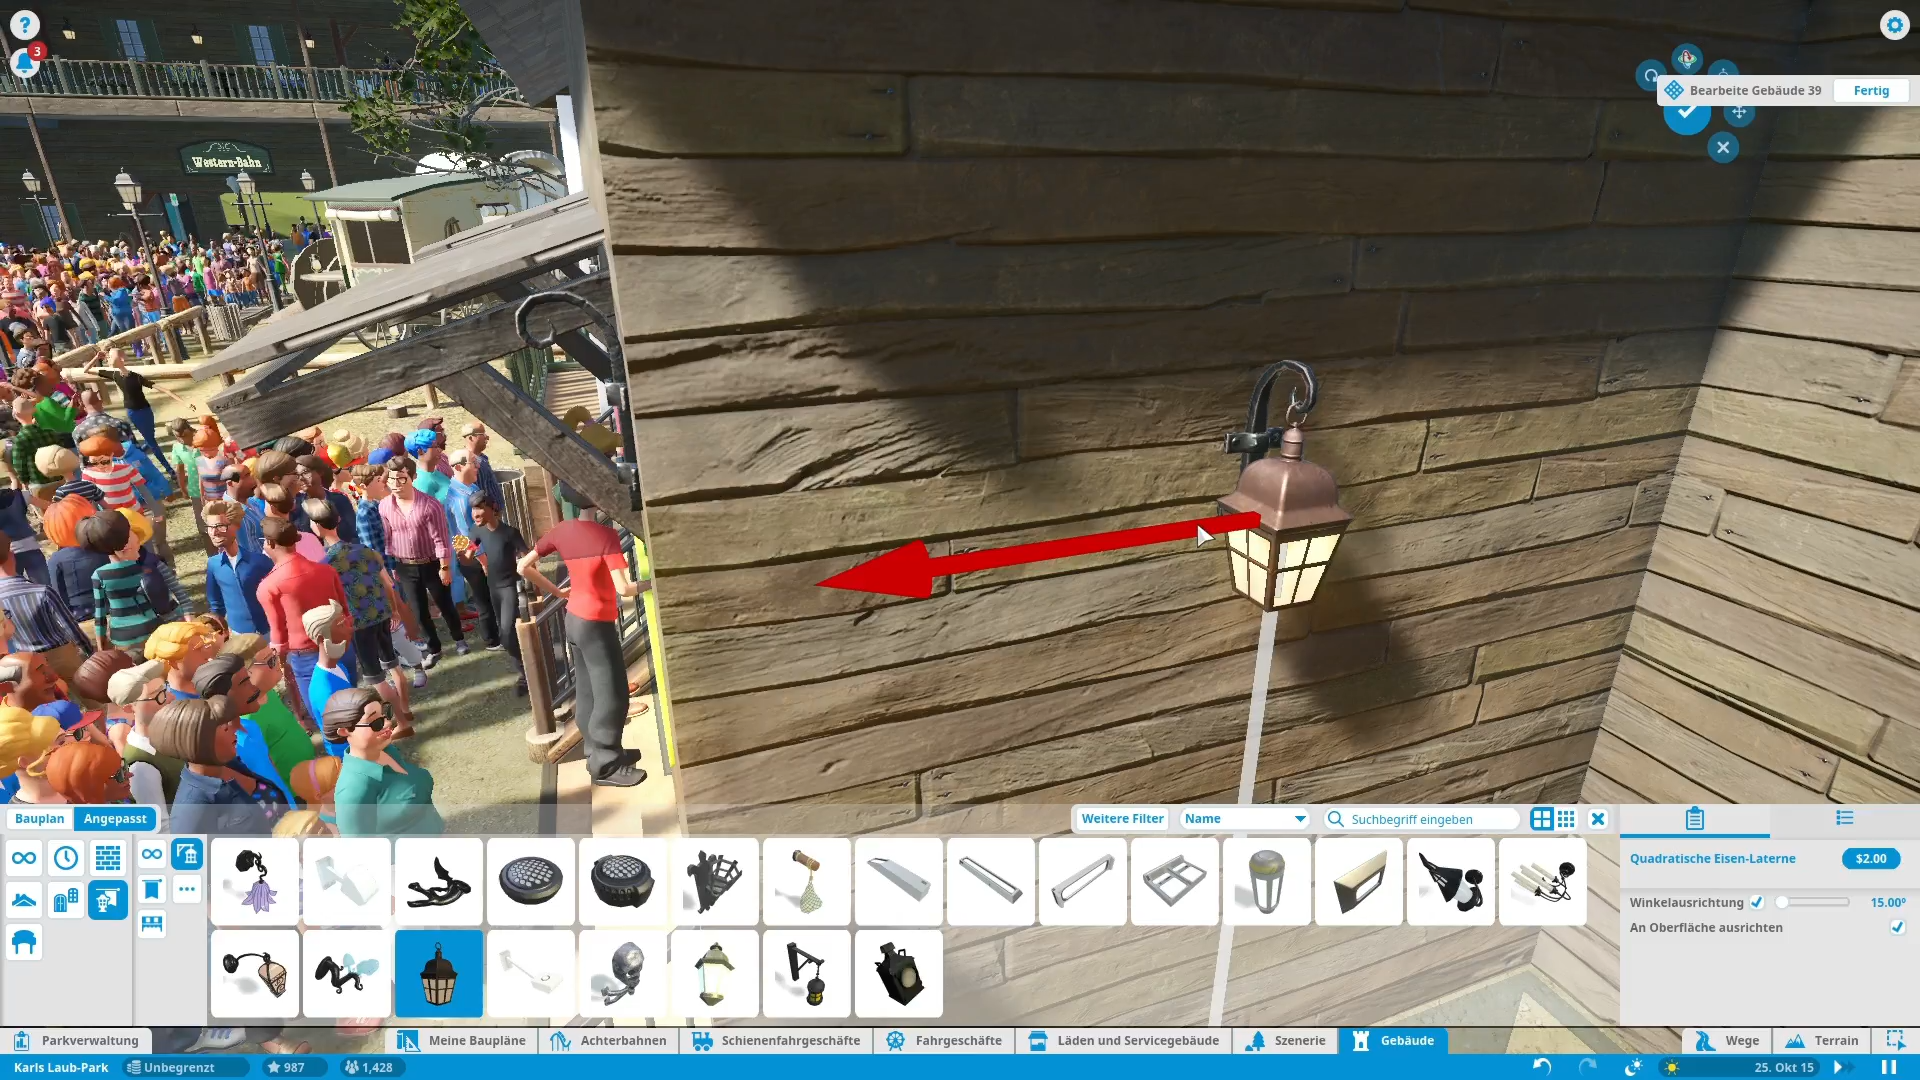 ?
3
Bearbeite Gebäude 39
Fertig
Western-Bahn
Bauplan
Angepasst
Weitere Filter
Name
Suchbegriff eingeben
Quadratische Eisen-Laterne
$2.00
Winkelausrichtung
15.00°
An Oberfläche ausrichten
Parkverwaltung
Meine Baupläne
Achterbahnen
Schienenfahrgeschäfte
Fahrgeschäfte
Läden und Servicegebäude
Szenerie
Gebäude
Wege
Terrain
Karls Laub-Park
Unbegrenzt
987
1,428
25. Okt 15